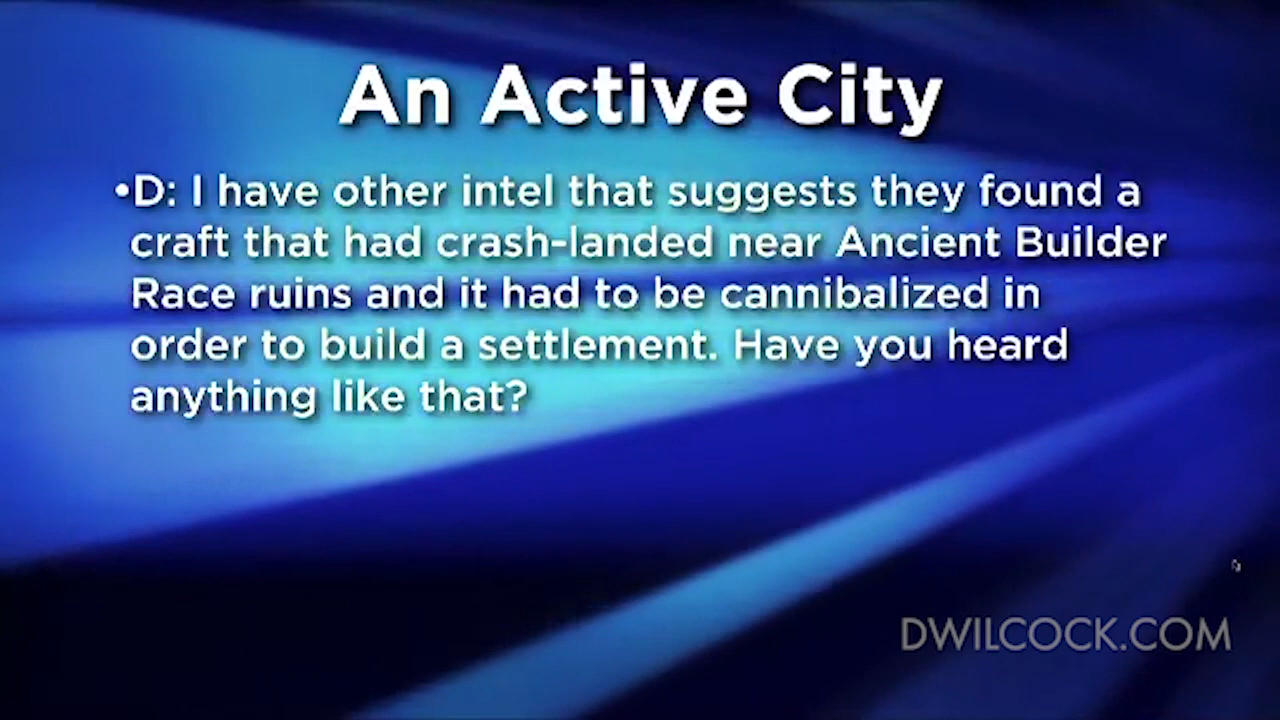 An Active City
•D: I have other intel that suggests they found a
craft that had crash-landed near Ancient Builder
Race ruins and it had to be cannibalized in
order to build a settlement. Have you heard
anything like that?
DWILCOCK.COM